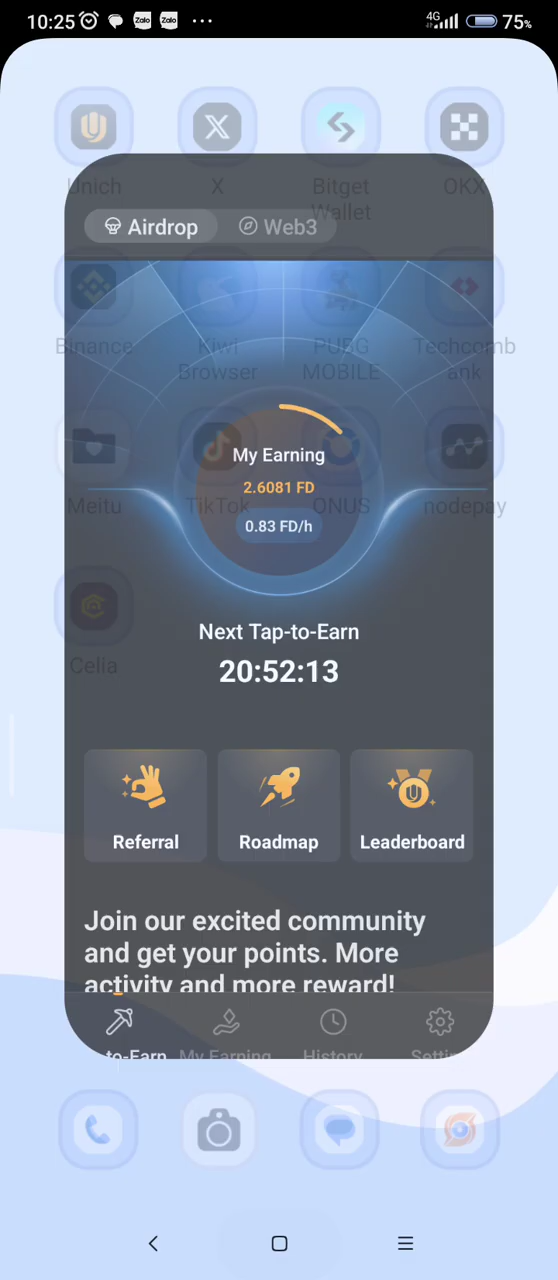 10:25 Zalo Zalo ... 4G 75%
Unich X Bitget Wallet OKX
Airdrop Web3
Binance Kiwi Browser PUBG MOBILE Techcombank
My Earning
2.6081 FD
0.83 FD/h
Meitu TikTok ONUS nodepay
Next Tap-to-Earn
Celia
20:52:13
Referral Roadmap Leaderboard
Join our excited community
and get your points. More
activity and more reward!
to-Earn My Earning History